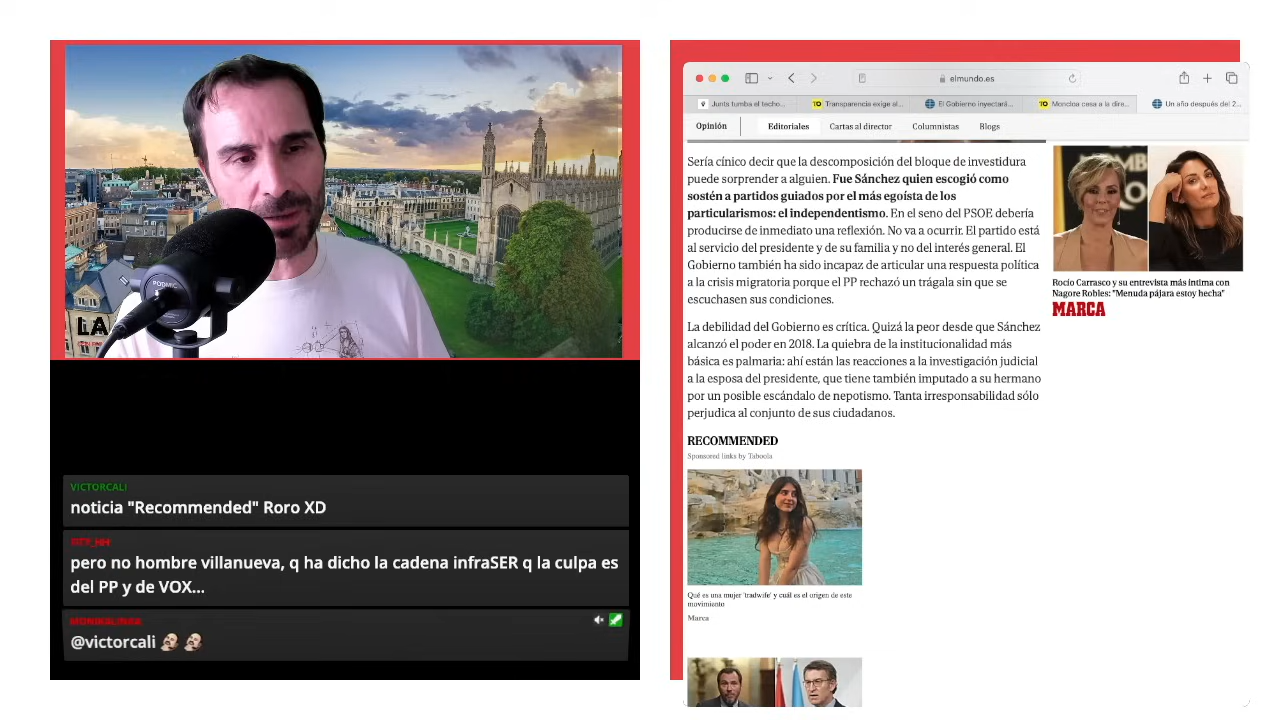 PODMIC
LA
VICTORCALI
noticia "Recommended" Roro XD
pero no hombre villanueva, q ha dicho la cadena infraSER q la culpa es
del PP y de VOX...
@victorcali
elmundo.es
Junts tumba el techo...
Transparencia exige al...
El Gobierno inyectará...
Moncloa casa a la dire...
Un año después del 2...
Opinión
Editoriales
Cartas al director
Columnistas
Blogs
Sería cínico decir que la descomposición del bloque de investidura
puede sorprender a alguien. Fue Sánchez quien escogió como
sostén a partidos guiados por el más egoísta de los
particularismos: el independentismo. En el seno del PSOE debería
producirse de inmediato una reflexión. No va a ocurrir. El partido está
al servicio del presidente y de su familia y no del interés general. El
Gobierno también ha sido incapaz de articular una respuesta política
a la crisis migratoria porque el PP rechazó un trágala sin que se
escuchasen sus condiciones.
La debilidad del Gobierno es crítica. Quizá la peor desde que Sánchez
alcanzó el poder en 2018. La quiebra de la institucionalidad más
básica es palmaria: ahí están las reacciones a la investigación judicial
a la esposa del presidente, que tiene también imputado a su hermano
por un posible escándalo de nepotismo. Tanta irresponsabilidad sólo
perjudica al conjunto de sus ciudadanos.
RECOMMENDED
Sponsored links by Taboola
Qué es una mujer 'tradwife' y cuál es el origen de este
movimiento
Marca
Rocío Carrasco y su entrevista más íntima con
Nagore Robles: "Menuda pájara estoy hecha"
MARCA